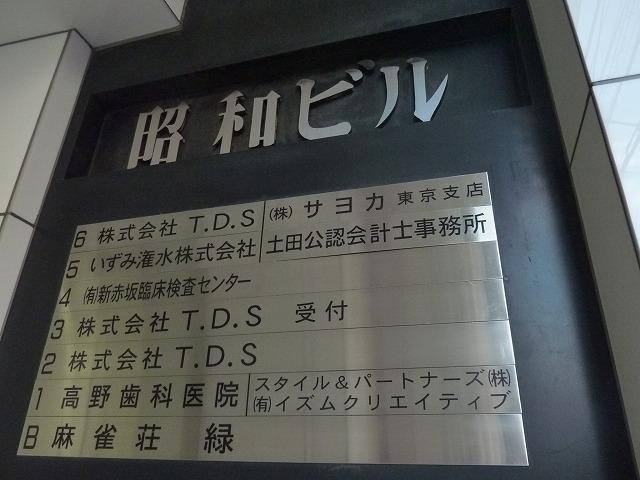 昭和ビル
6 株式会社 T.D.S (株) サヨカ 東京支店
5 いずみ潅水株式会社 土田公認会計士事務所
4 (有)新赤坂臨床検査センター
3 株式会社 T.D.S 受付
2 株式会社 T.D.S
1 高野歯科医院 スタイル&パートナーズ(株)
(有)イズムクリエイティブ
B 麻雀荘 緑